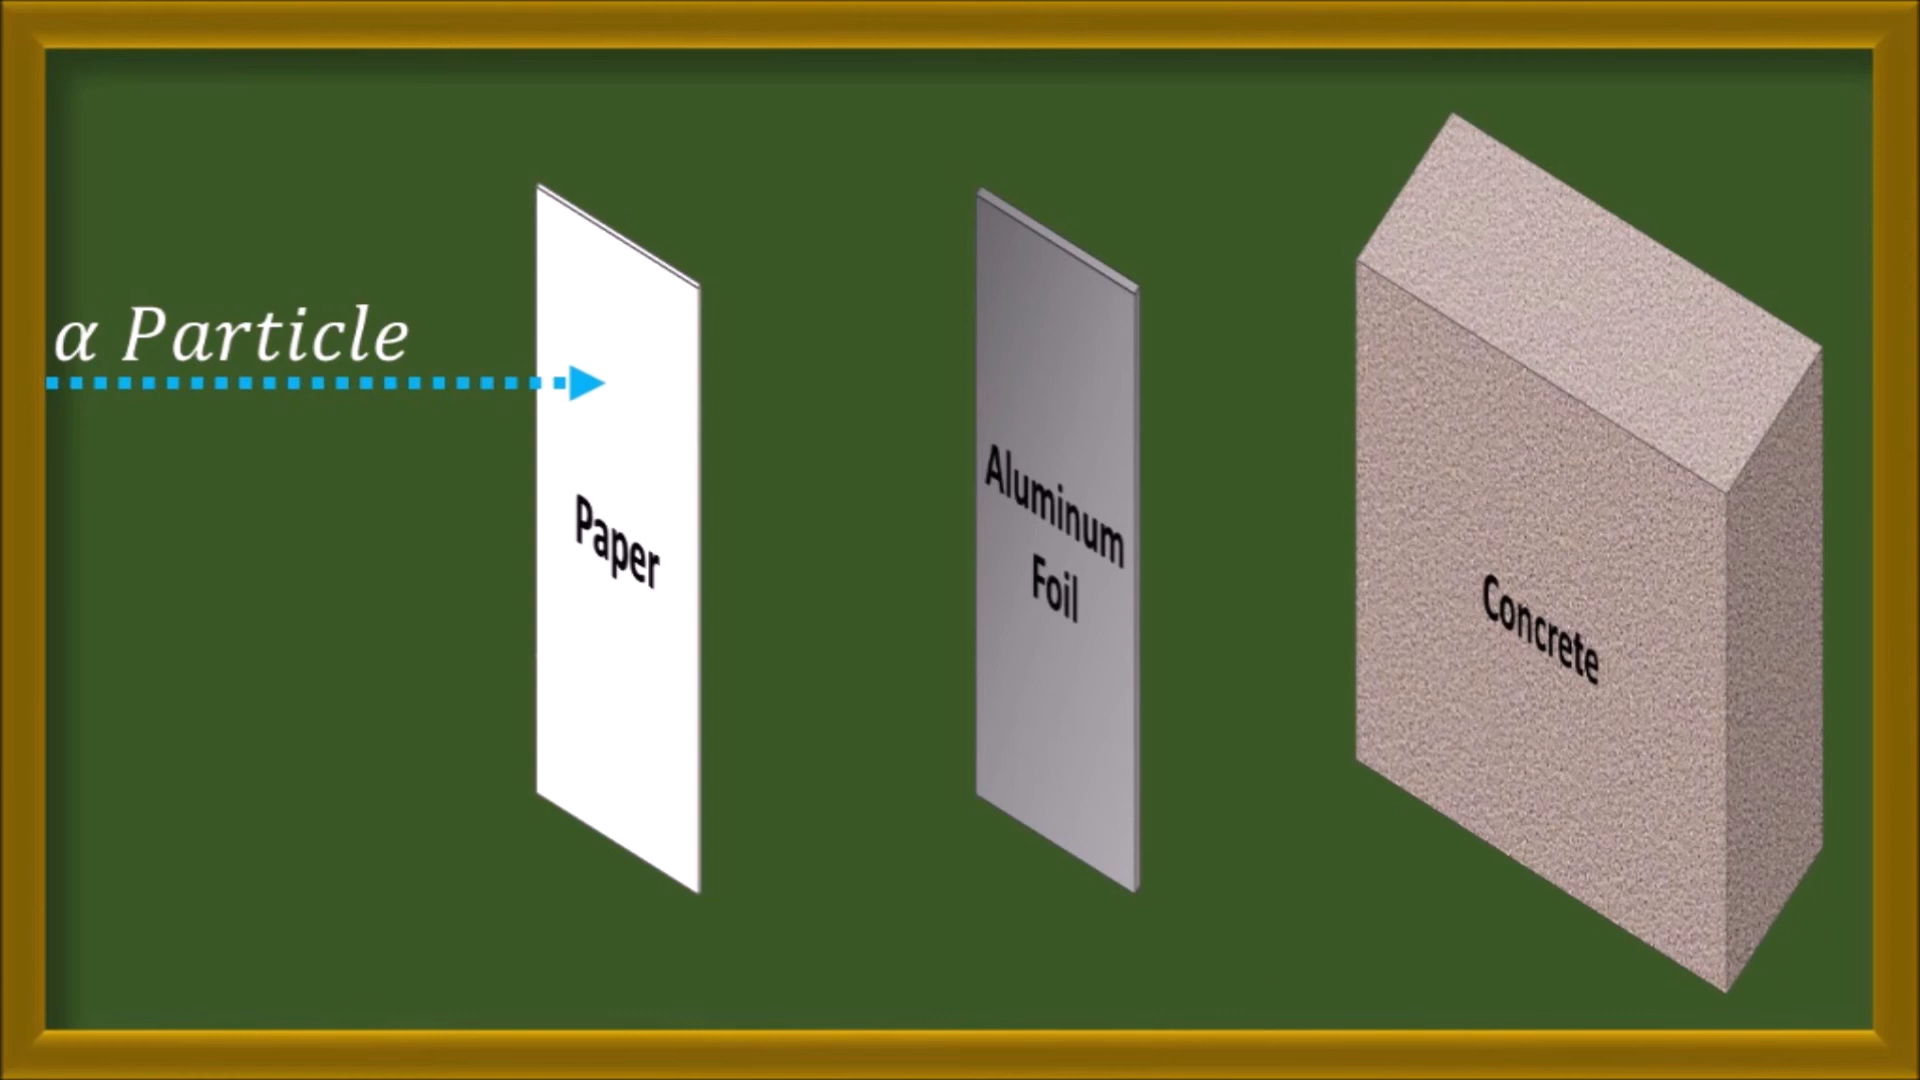 α Particle
Paper
Aluminum
Foil
Concrete